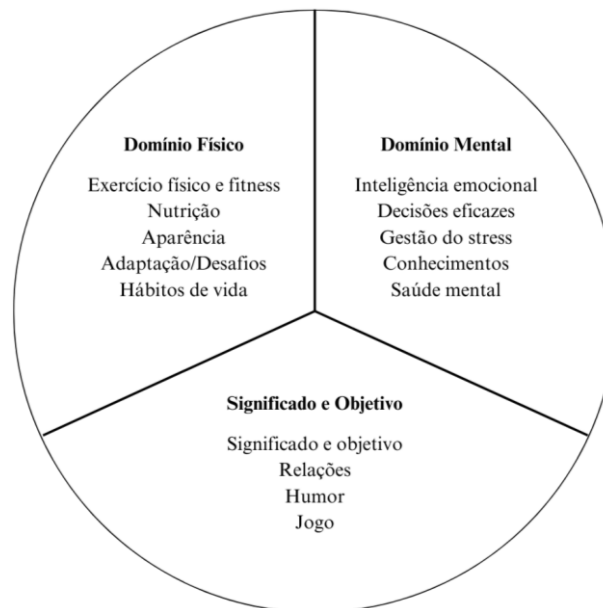 Domínio Físico
Exercício físico e fitness
Nutrição
Aparência
Adaptação/Desafios
Hábitos de vida
Domínio Mental
Inteligência emocional
Decisões eficazes
Gestão do stress
Conhecimentos
Saúde mental
Significado e Objetivo
Significado e objetivo
Relações
Humor
Jogo